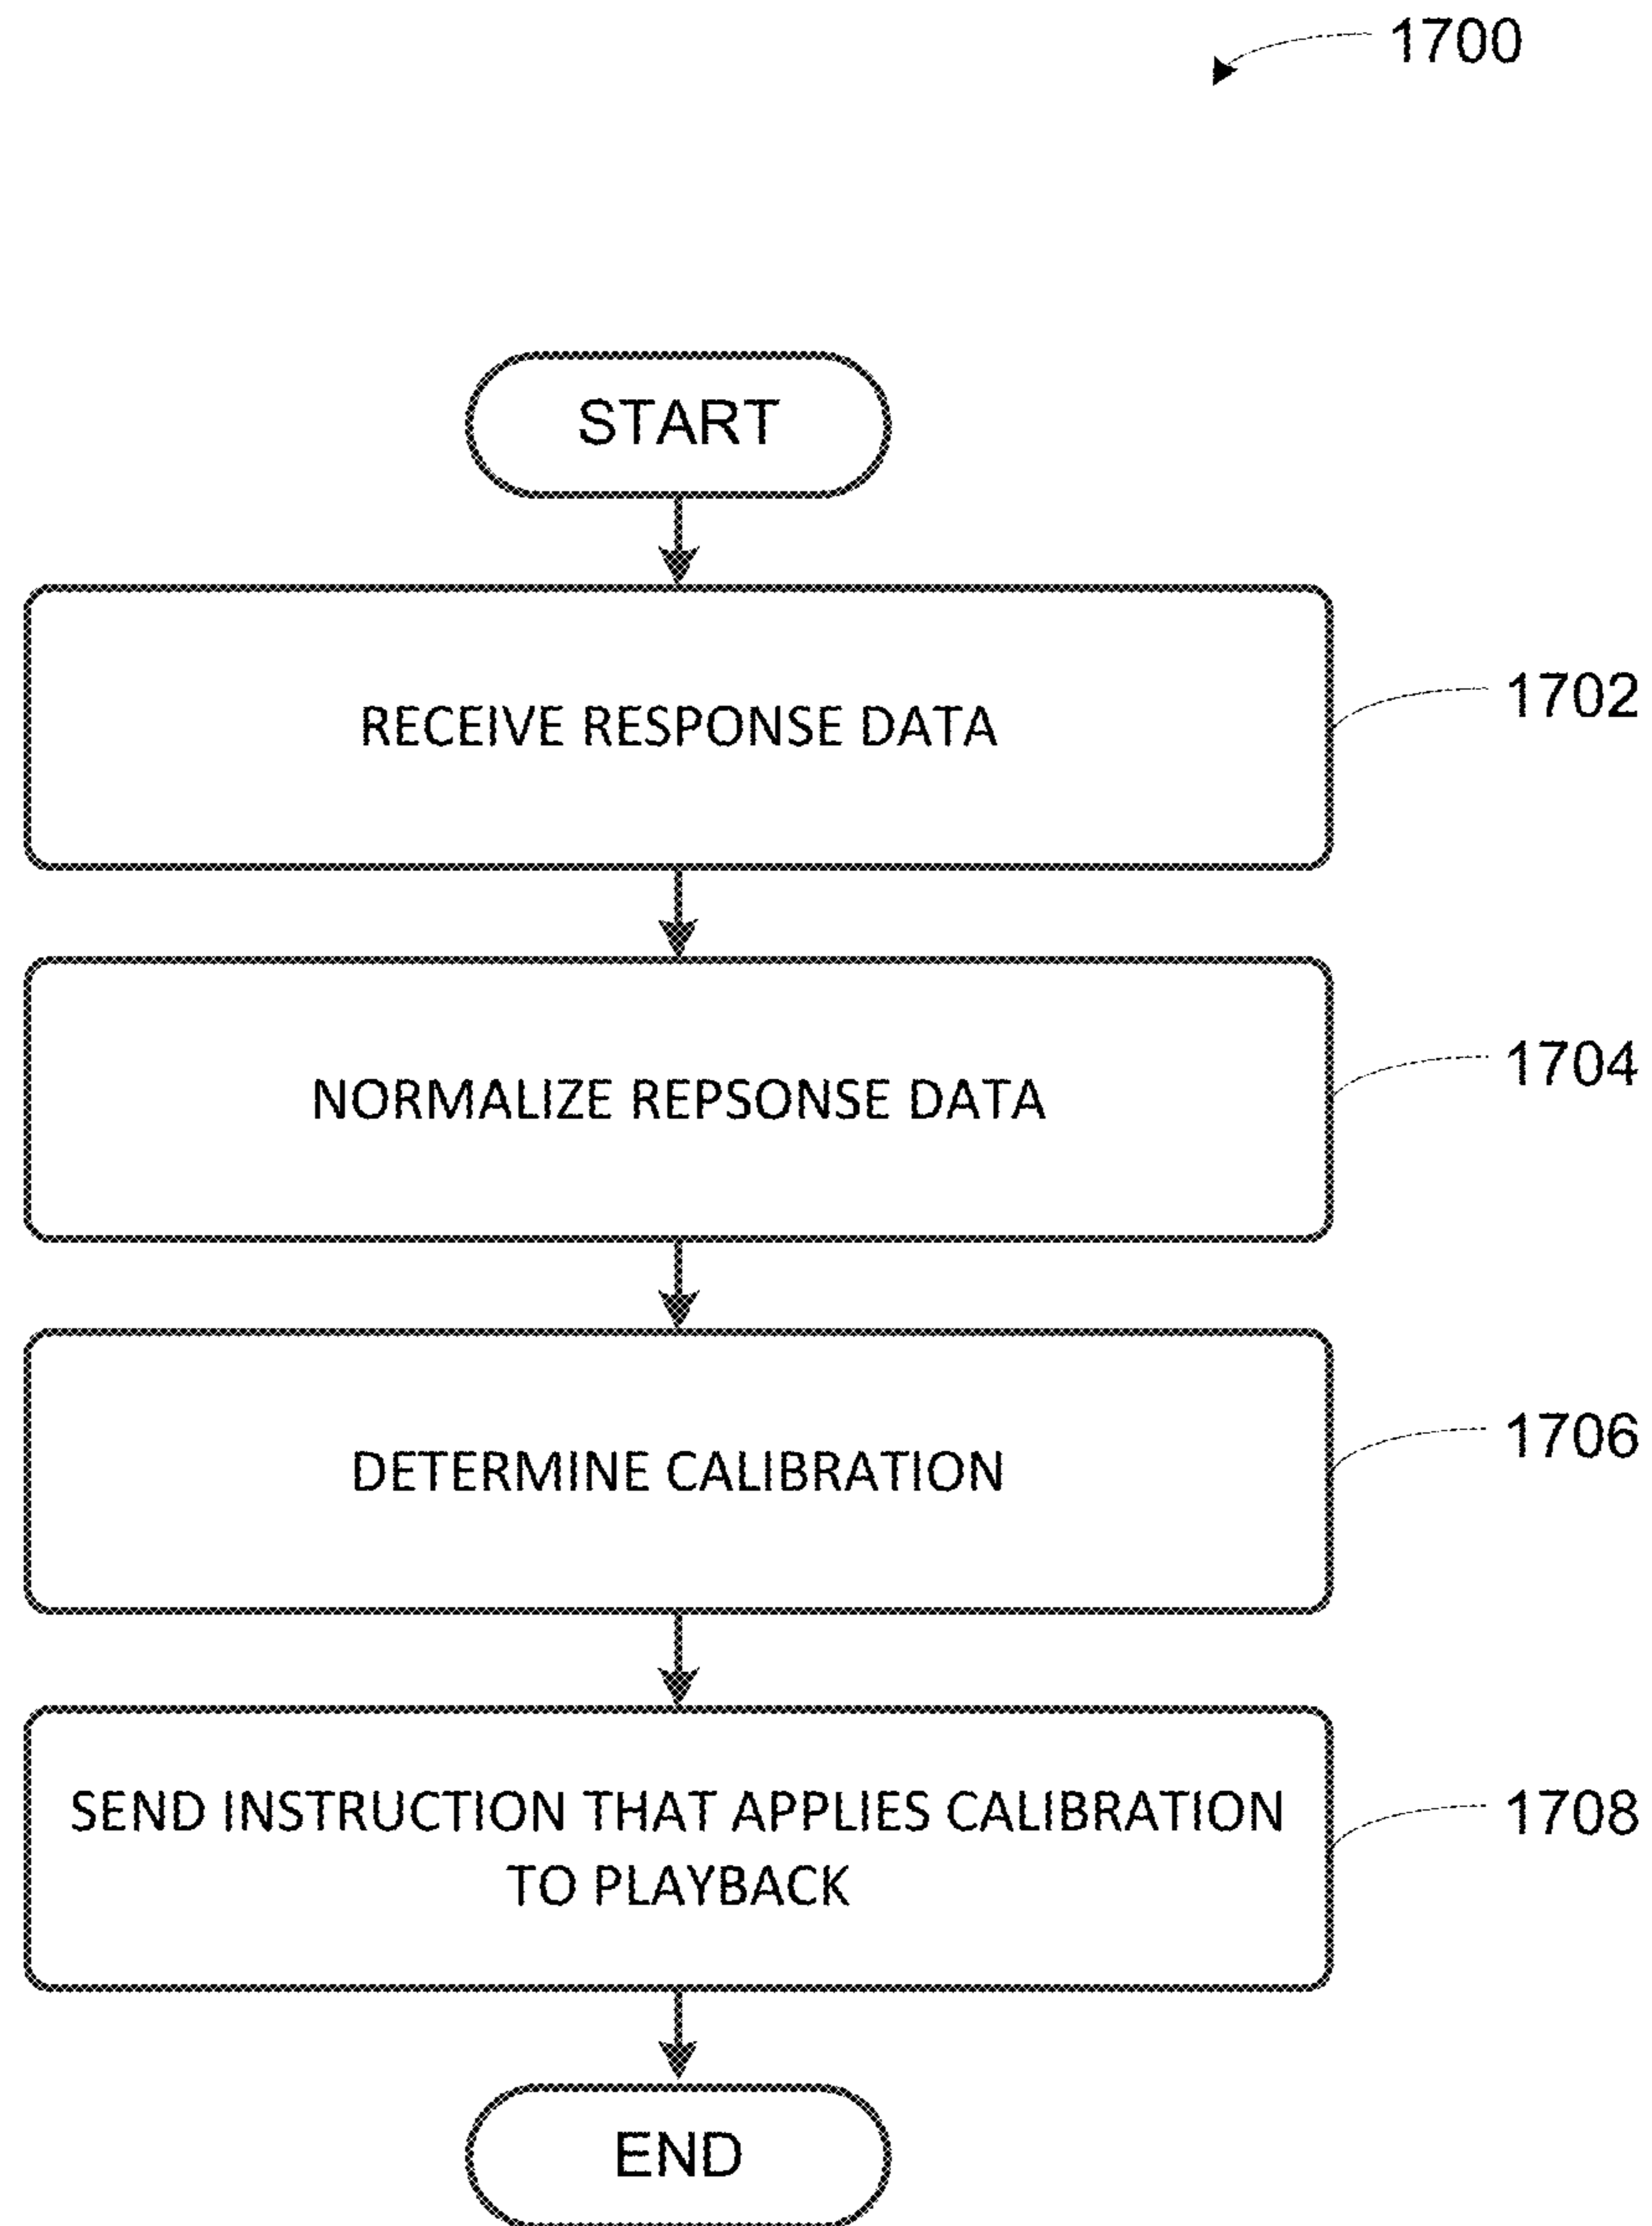 1700
START
RECEIVE RESPONSE DATA
1702
NORMALIZE REPSONSE DATA
1704
DETERMINE CALIBRATION
1706
SEND INSTRUCTION THAT APPLIES CALIBRATION
TO PLAYBACK
1708
END